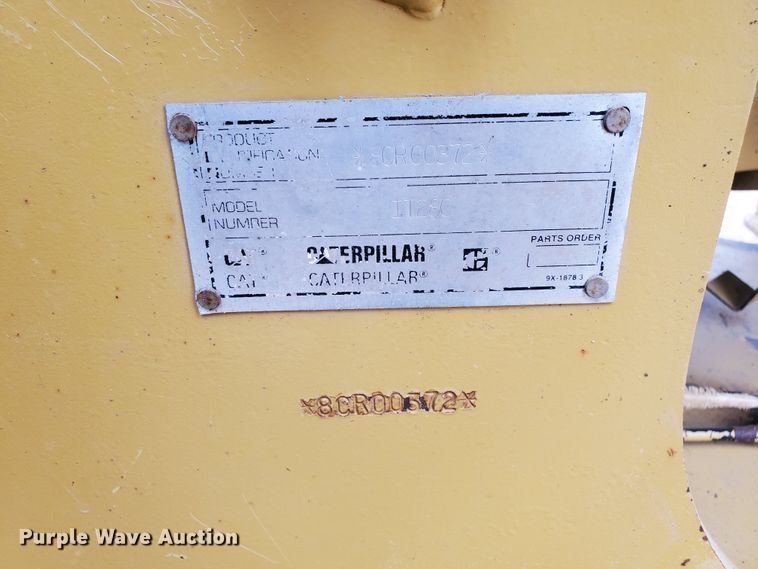 PRODUCT
IDENTIFICATION
NUMBER
*8CR00372*
MODEL
NUMBER
IT28G
PARTS ORDER
CAT® CATERPILLAR® ®
CAT® CATERPILLAR®
9X-1878 3
*8CR00372*
Purple Wave Auction